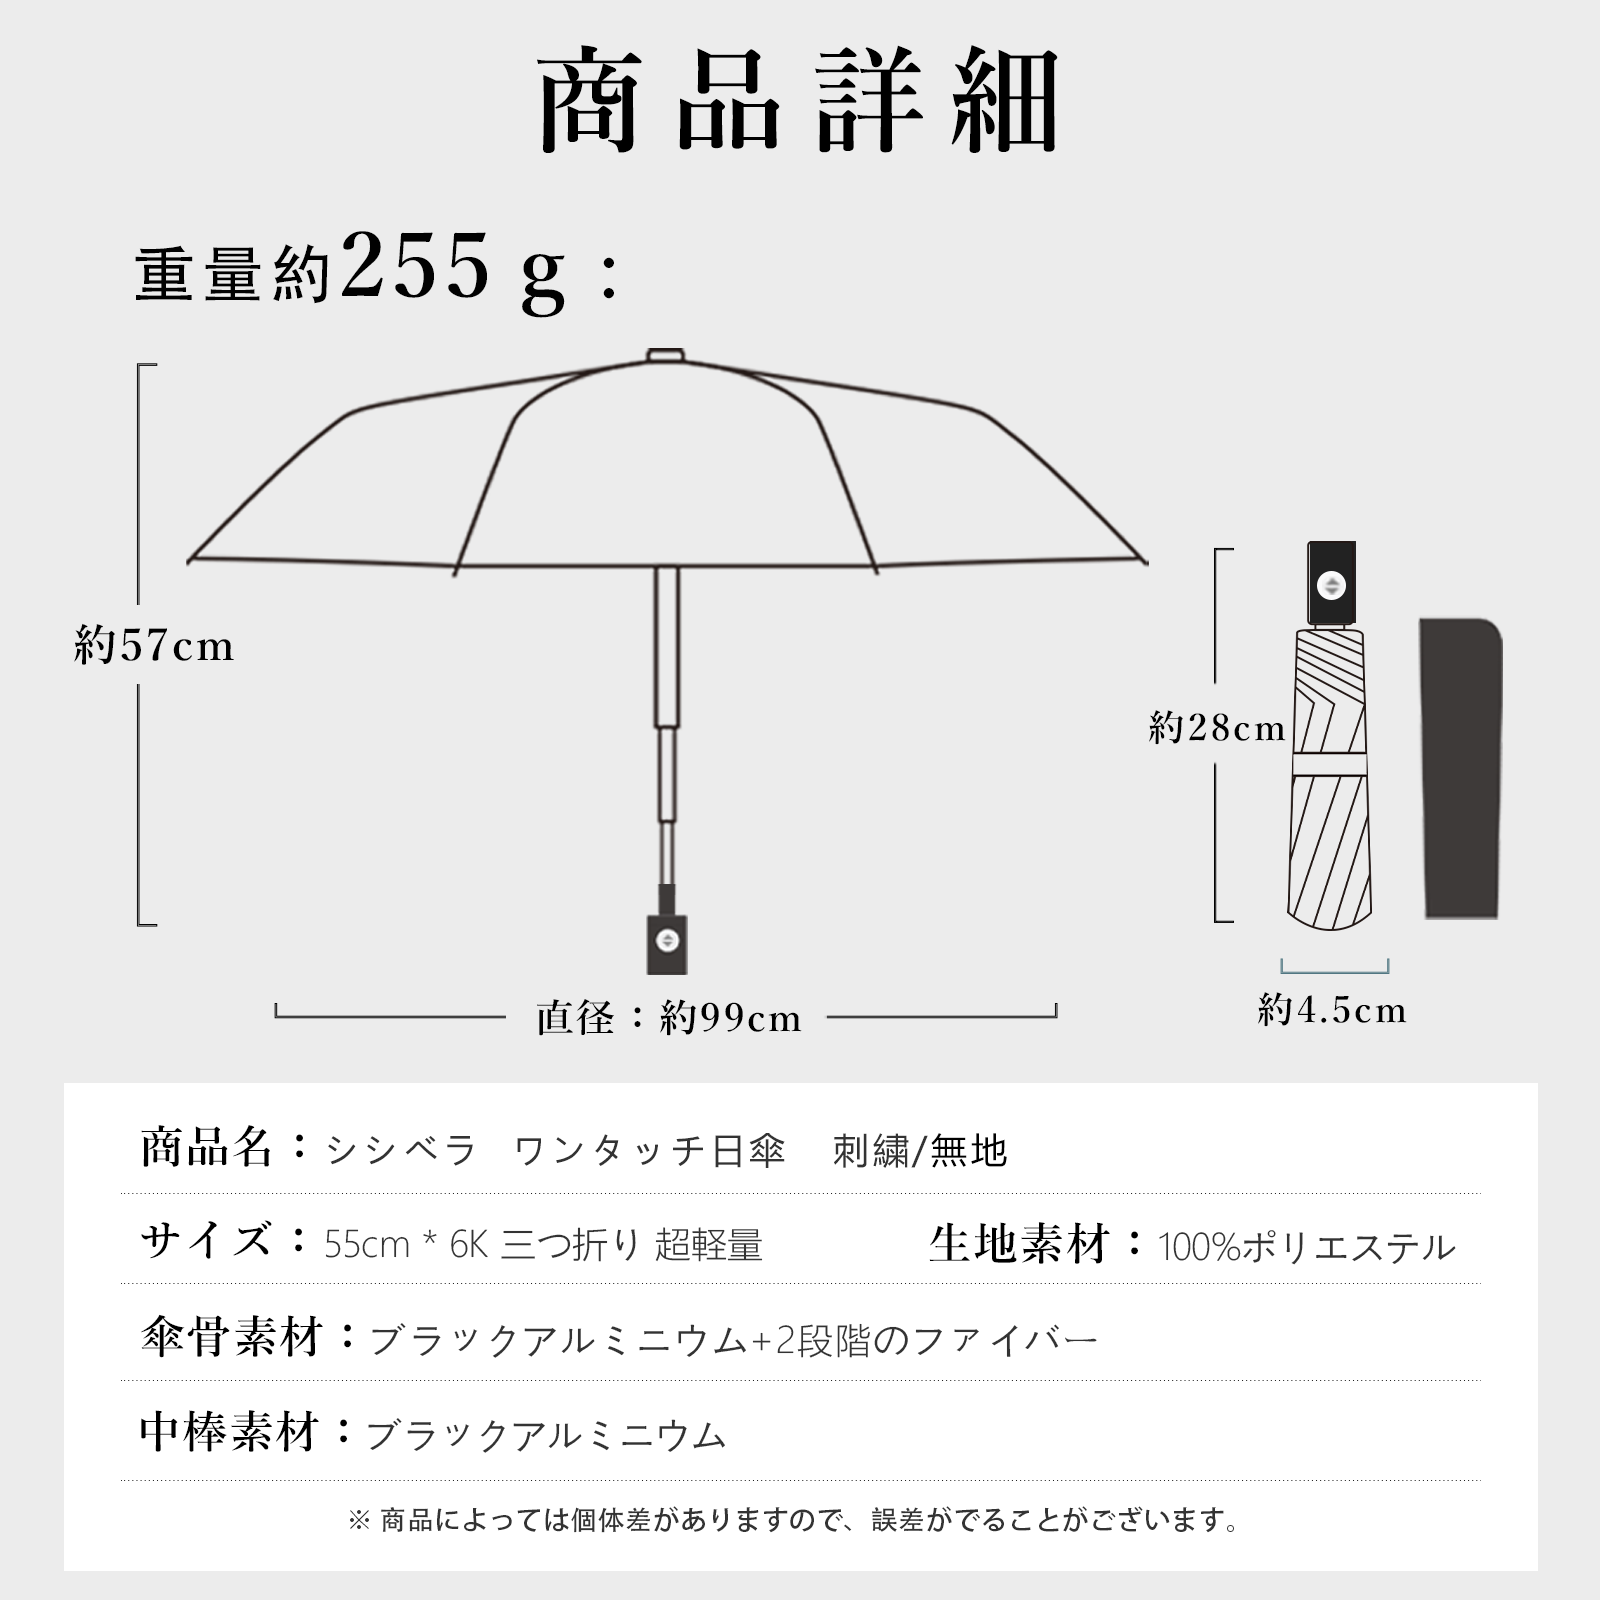 商品詳細
重量約255 g：
約57cm
約28cm
直径：約99cm
約4.5cm
商品名：シシベラ　ワンタッチ日傘　刺繍/無地
サイズ：55cm * 6K 三つ折り 超軽量
生地素材：100%ポリエステル
傘骨素材：ブラックアルミニウム+2段階のファイバー
中棒素材：ブラックアルミニウム
※ 商品によっては個体差がありますので、誤差がでることがございます。